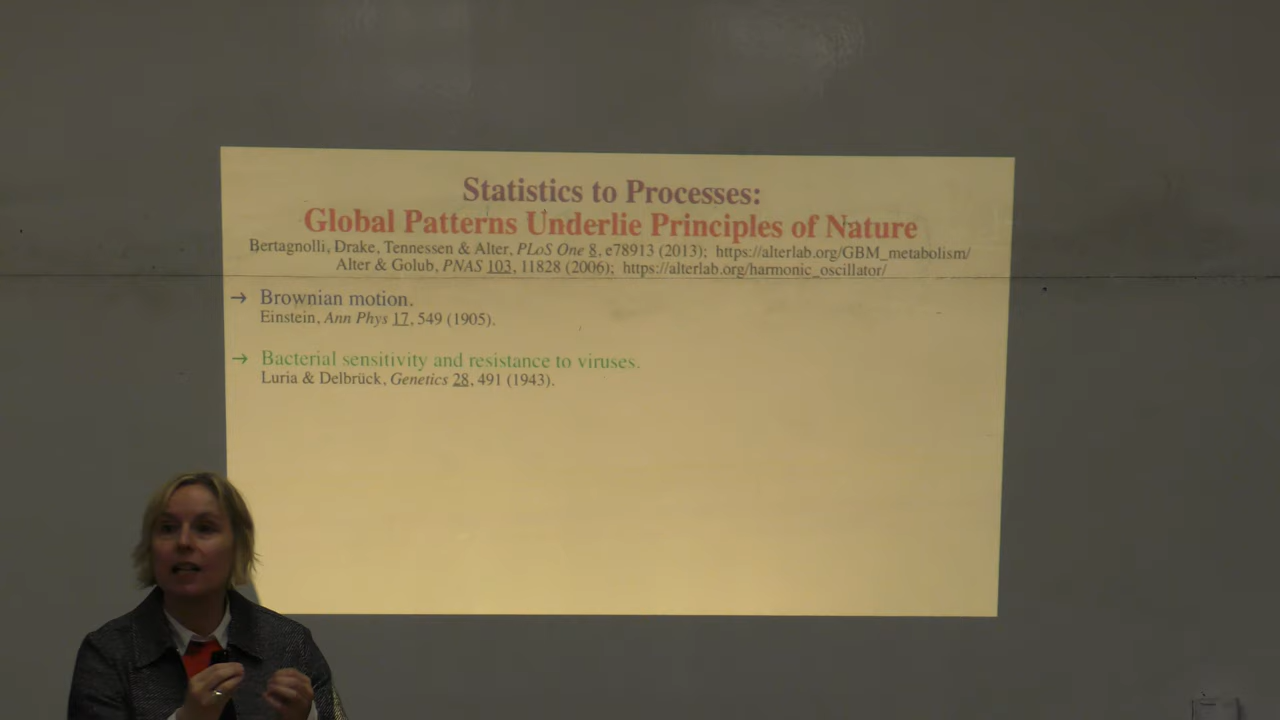 Statistics to Processes:
Global Patterns Underlie Principles of Nature
Bertagnolli, Drake, Tennessen & Alter, PLoS One 8, e78913 (2013); https://alterlab.org/GBM_metabolism/
Alter & Golub, PNAS 103, 11828 (2006); https://alterlab.org/harmonic_oscillator/
→ Brownian motion.
Einstein, Ann Phys 17, 549 (1905).
→ Bacterial sensitivity and resistance to viruses.
Luria & Delbrück, Genetics 28, 491 (1943).